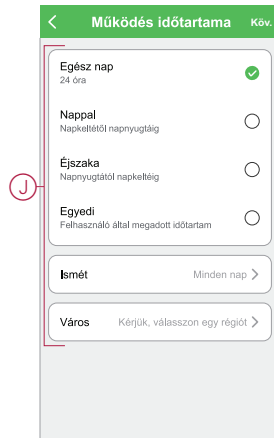 Működés időtartama Köv.
Egész nap
24 óra
Nappal
Napkeltétől napnyugtáig
Éjszaka
Napnyugtától napkeltéig
Egyedi
Felhasználó által megadott időtartam
J
Ismét Minden nap
Város Kérjük, válasszon egy régiót